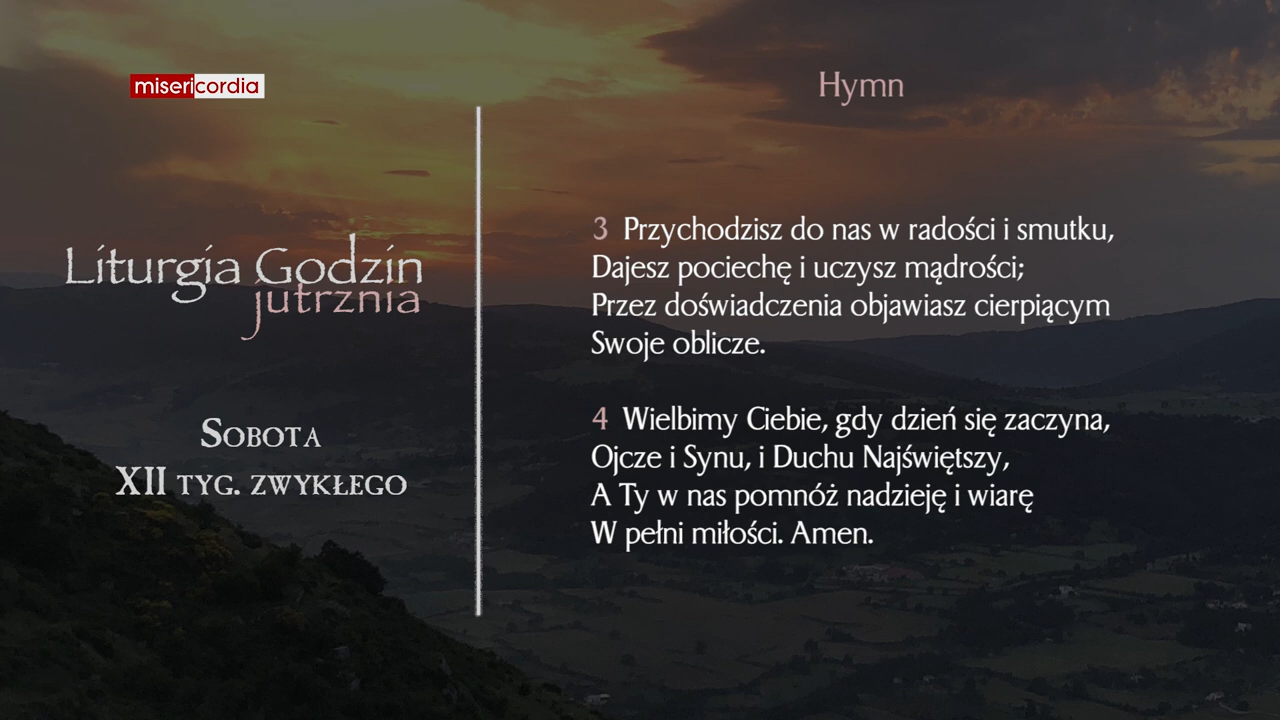 misericordia
Liturgia Godzin
jutrznia
Sobota
XII tyg. zwykłego
Hymn
3 Przychodzisz do nas w radości i smutku,
Dajesz pociechę i uczysz mądrości;
Przez doświadczenia objawiasz cierpiącym
Swoje oblicze.
4 Wielbimy Ciebie, gdy dzień się zaczyna,
Ojcze i Synu, i Duchu Najświętszy,
A Ty w nas pomnóż nadzieję i wiarę
W pełni miłości. Amen.